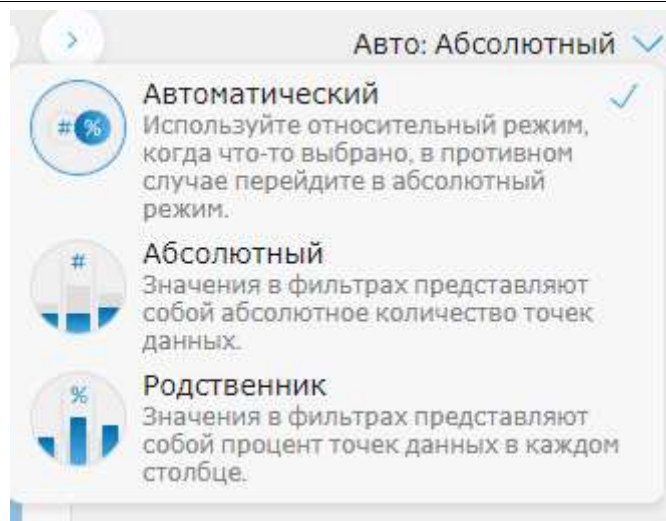 Авто: Абсолютный
Автоматический
Используйте относительный режим,
когда что-то выбрано, в противном
случае перейдите в абсолютный
режим.
#%
Абсолютный
#
Значения в фильтрах представляют
собой абсолютное количество точек
данных.
Родственник
%
Значения в фильтрах представляют
собой процент точек данных в каждом
столбце.